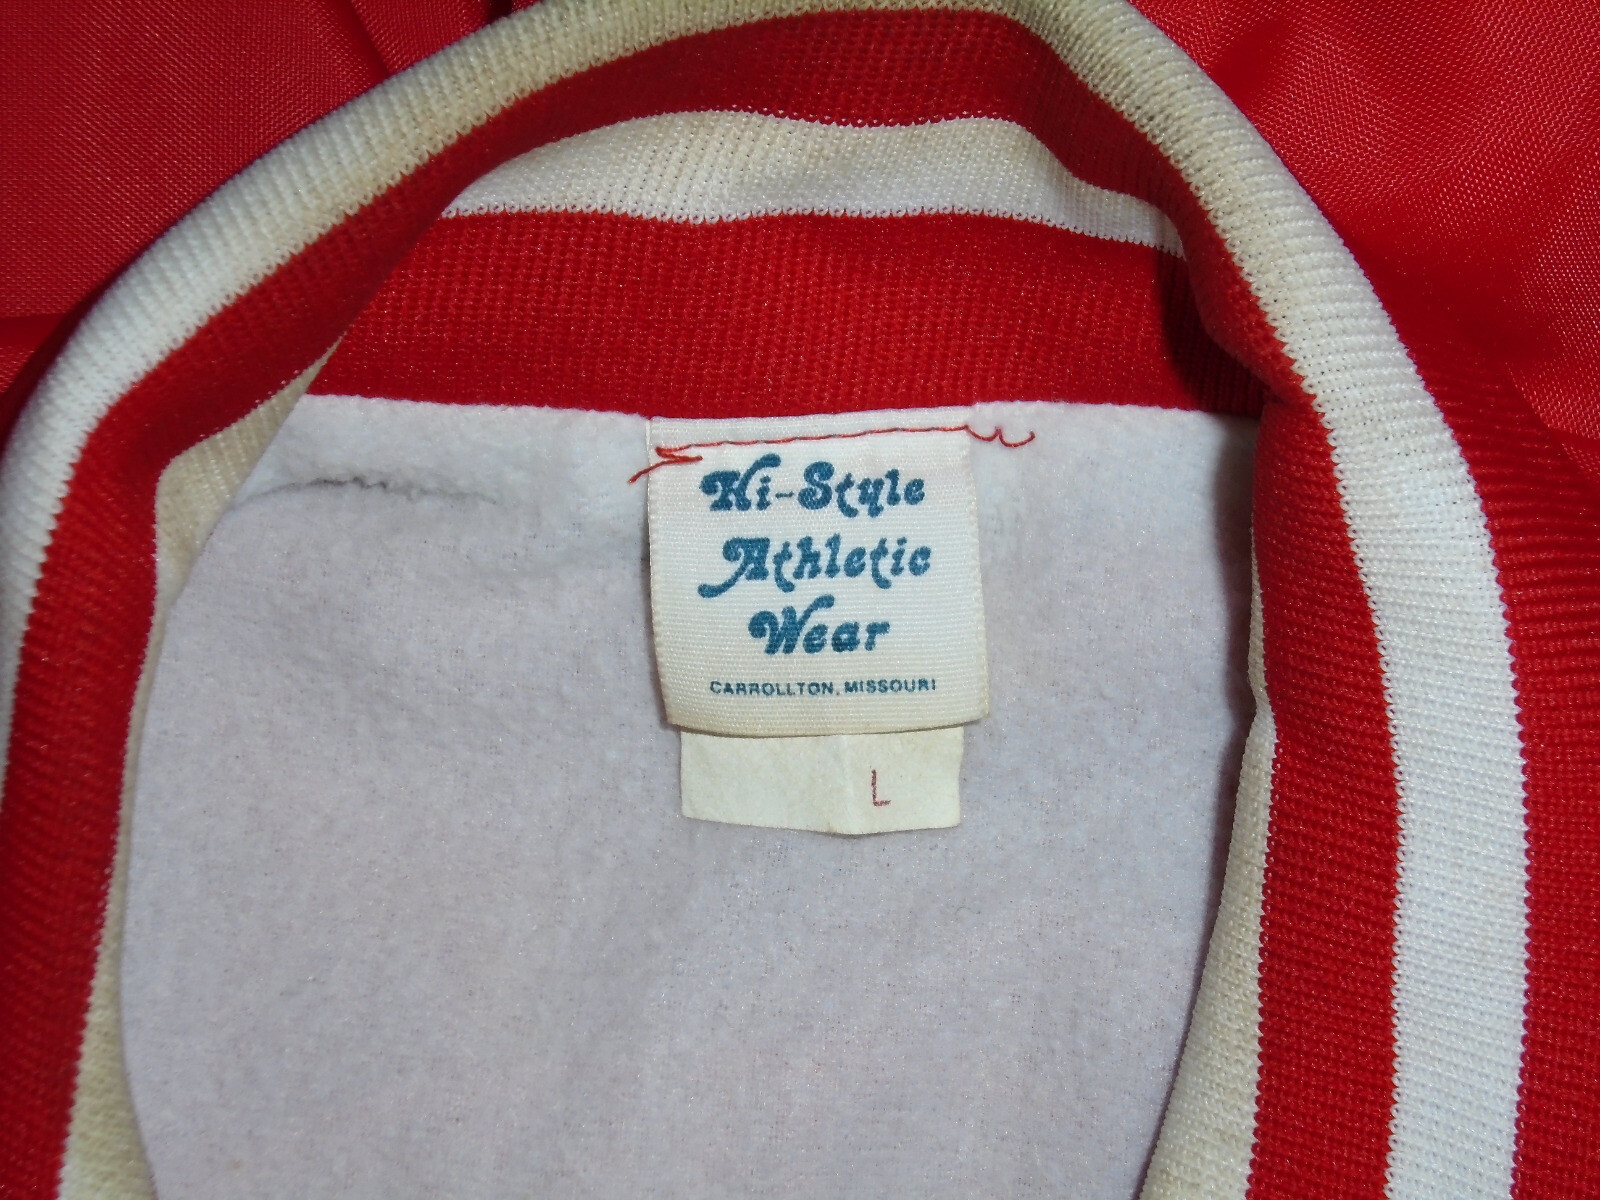 Hi-Style
Athletic
Wear
CARROLLTON, MISSOURI
L